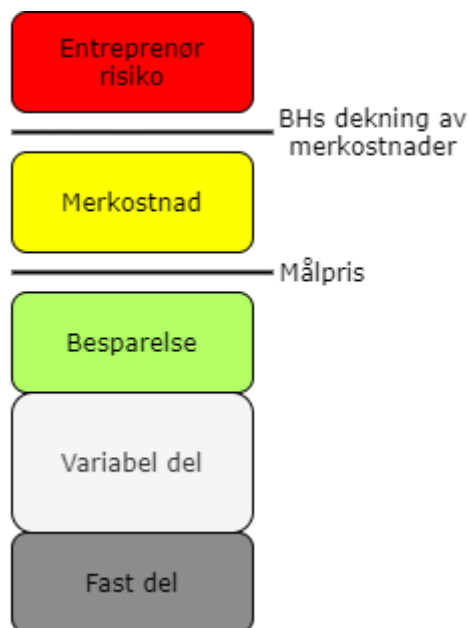 Entreprenør
risiko
BHs dekning av
merkostnader
Merkostnad
Målpris
Besparelse
Variabel del
Fast del